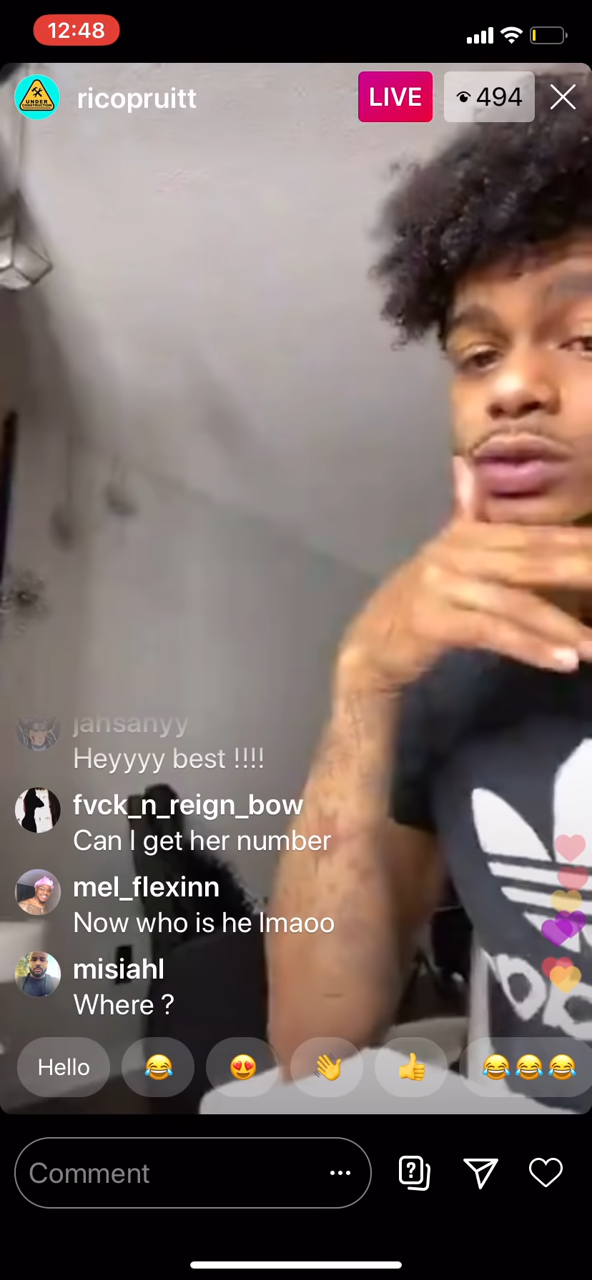 12:48
ricopruitt
LIVE
494
jahsahyy
Heyyyy best !!!!
fvck_n_reign_bow
Can I get her number
mel_flexinn
Now who is he lmaoo
misiahl
Where ?
Hello
Comment